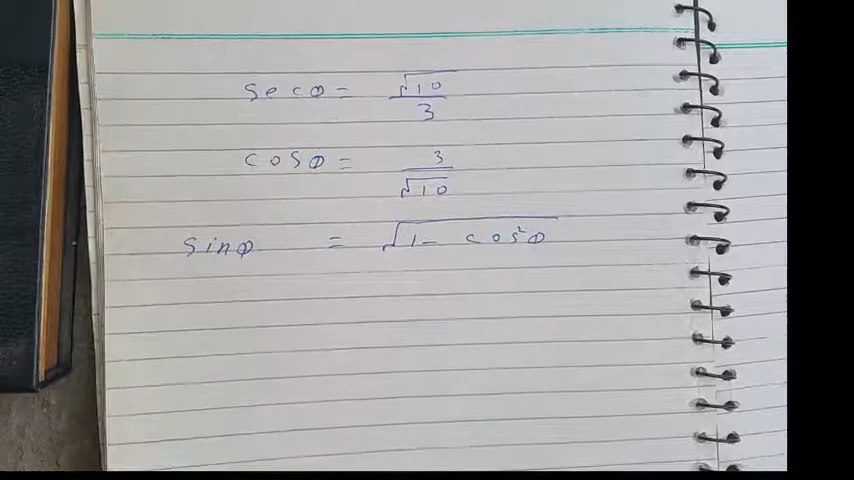 secθ = √10/3
cosθ = 3/√10
sinθ = √1 - cos²θ